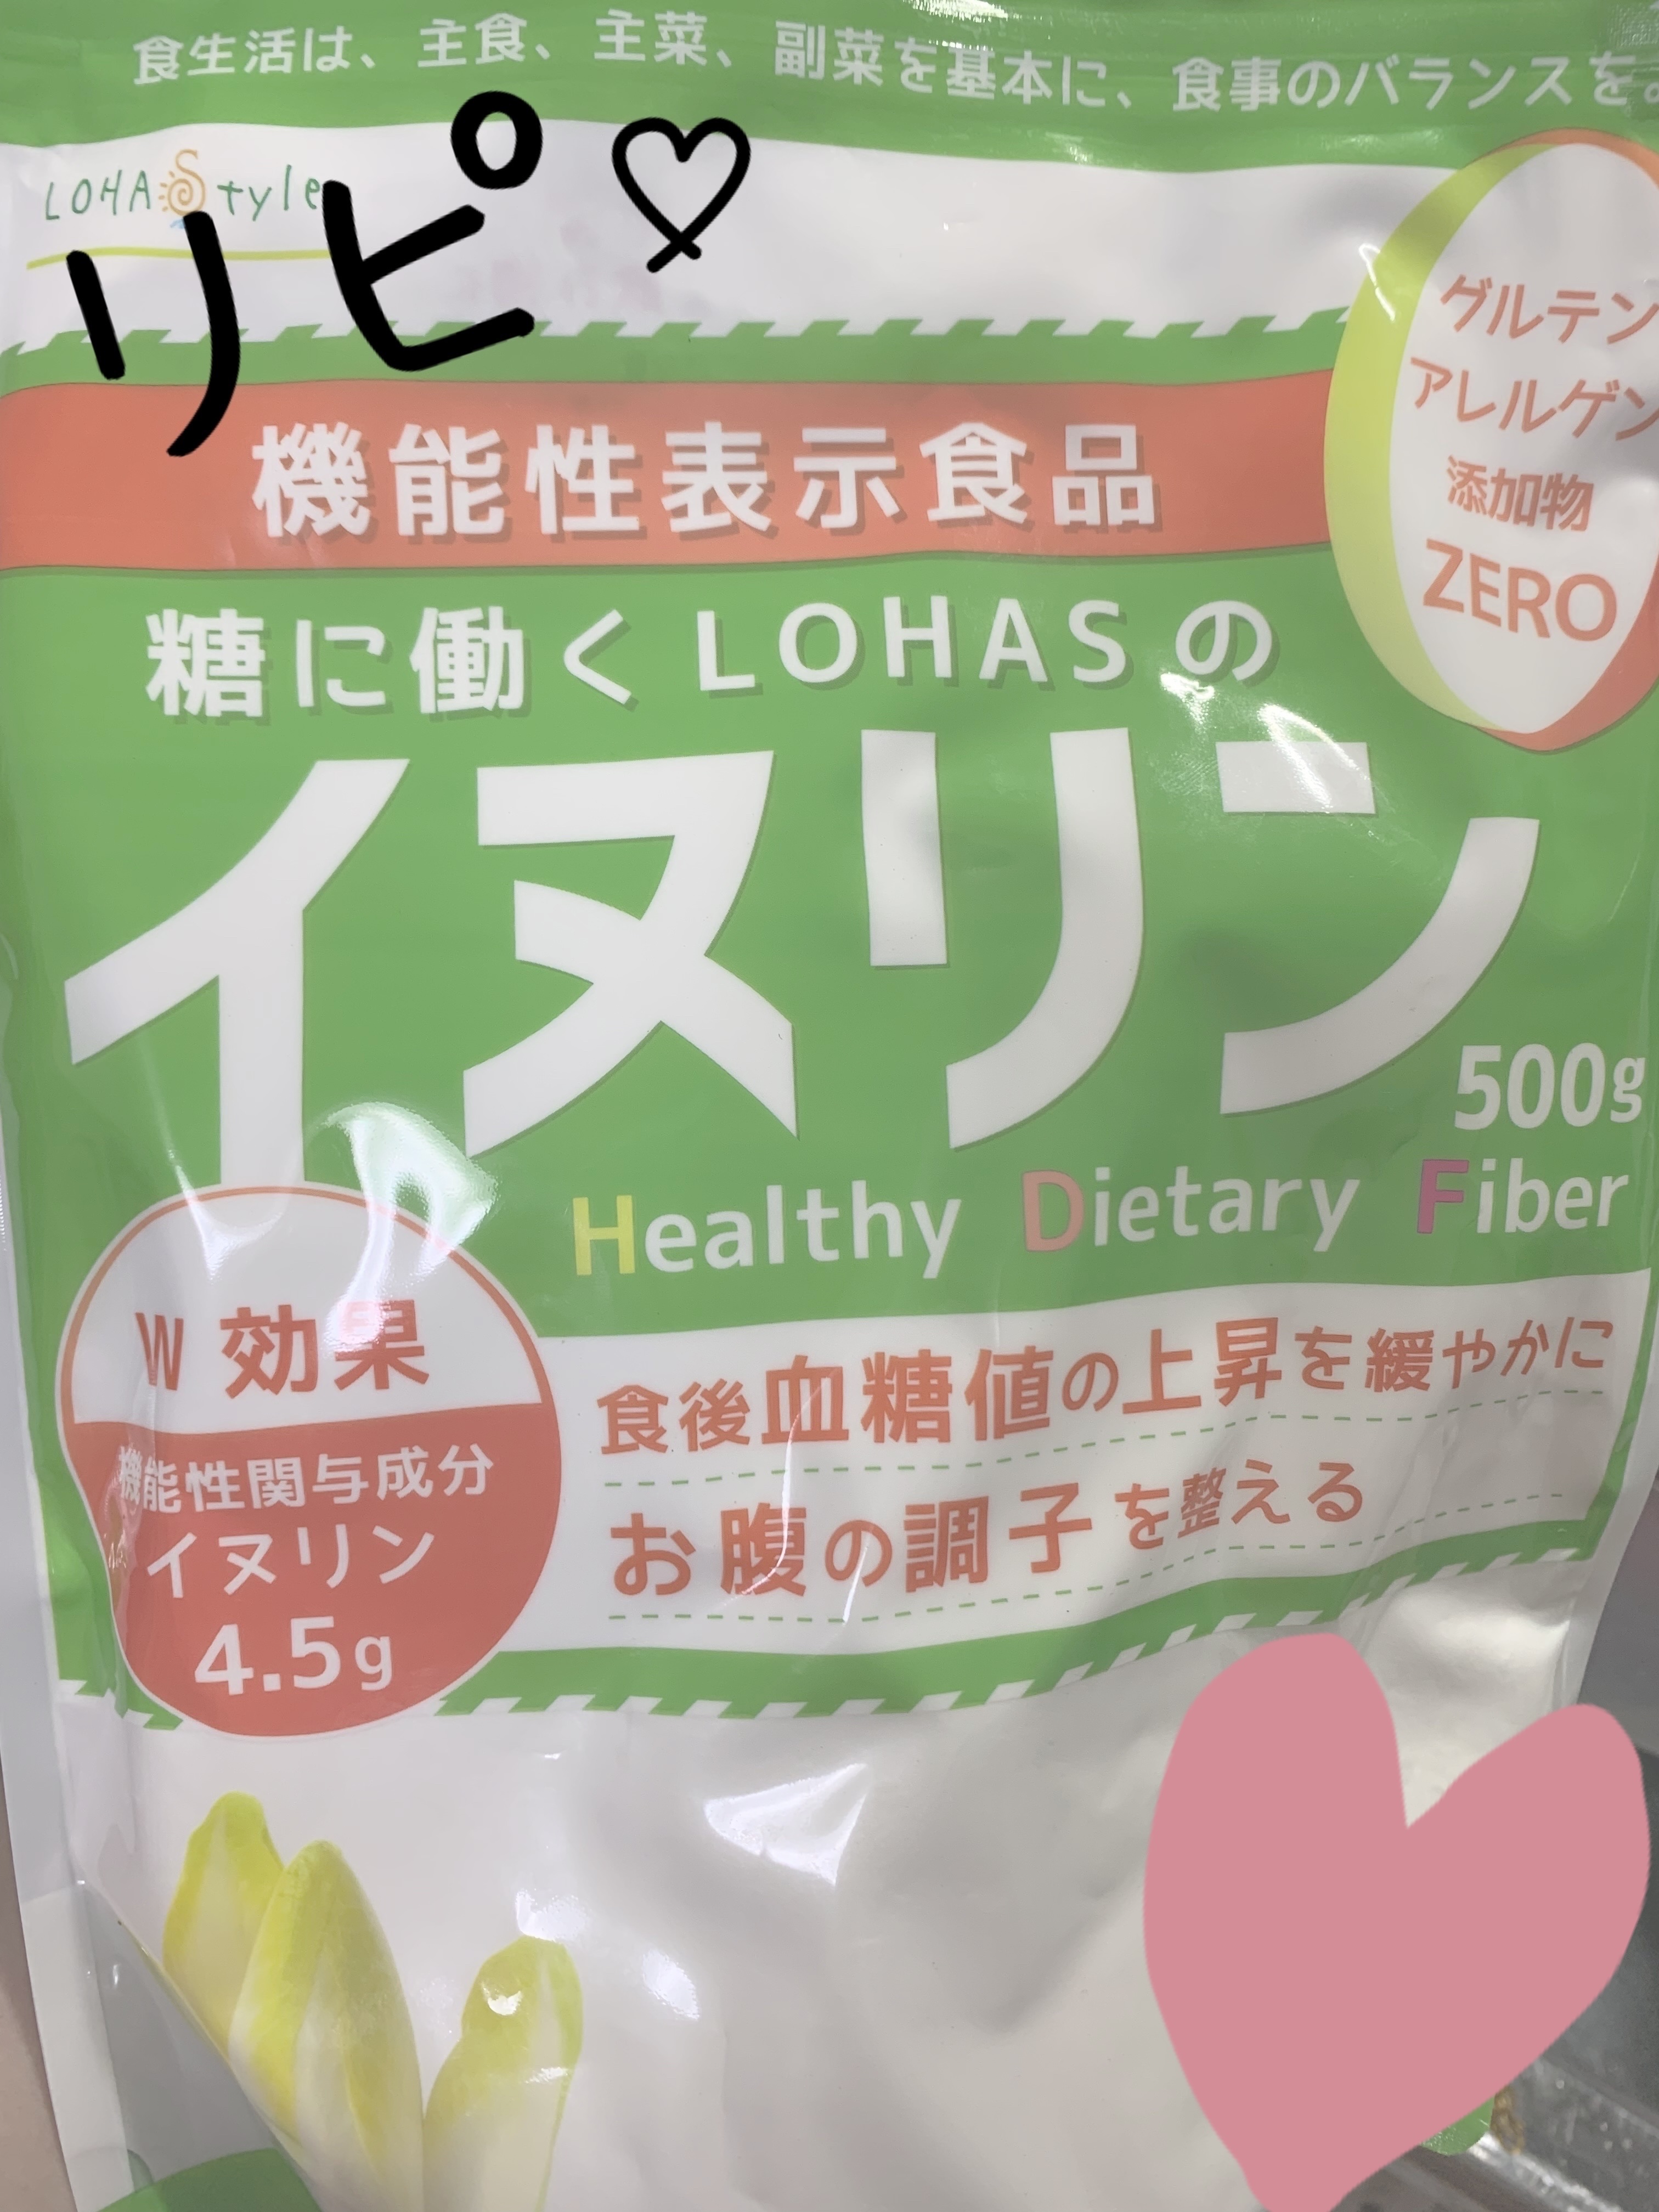 食生活は、主食、主菜、副菜を基本に、食事のバランスを。
LOHAStyle
リピ♡
グルテン
アレルゲン
添加物
ZERO
機能性表示食品
糖に働くLOHASの
イヌリン
500g
Healthy Dietary Fiber
W効果
機能性関与成分
イヌリン
4.5g
食後血糖値の上昇を緩やかに
お腹の調子を整える